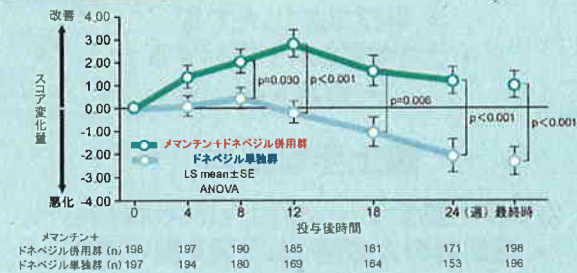 改善 4.00
3.00
2.00
1.00
0.00
-1.00
-2.00
-3.00
悪化 -4.00
スコア変化量
p=0.030
p<0.001
p=0.006
p<0.001
p<0.001
メマンチン+ドネペジル併用群
ドネペジル単独群
LS mean±SE
ANOVA
0 4 8 12 18 24 (週) 最終時
投与後時間
メマンチン+
ドネペジル併用群 (n) 198 197 190 185 181 171 198
ドネペジル単独群 (n) 197 194 180 169 164 153 196